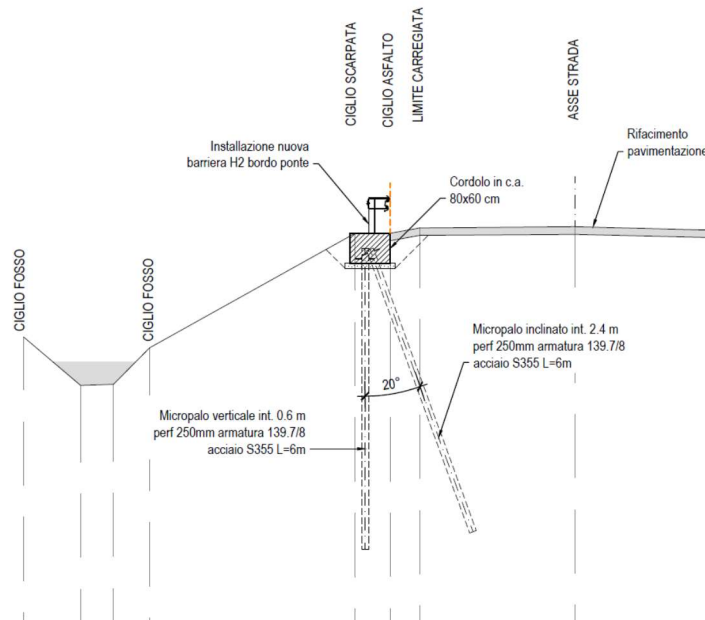 CIGLIO SCARPATA
CIGLIO ASFALTO
LIMITE CARREGIATA
ASSE STRADA
Installazione nuova
barriera H2 bordo ponte
Cordolo in c.a.
80x60 cm
Rifacimento
pavimentazione
CIGLIO FOSSO
CIGLIO FOSSO
Micropalo inclinato int. 2.4 m
perf 250mm armatura 139.7/8
acciaio S355 L=6m
20°
Micropalo verticale int. 0.6 m
perf 250mm armatura 139.7/8
acciaio S355 L=6m